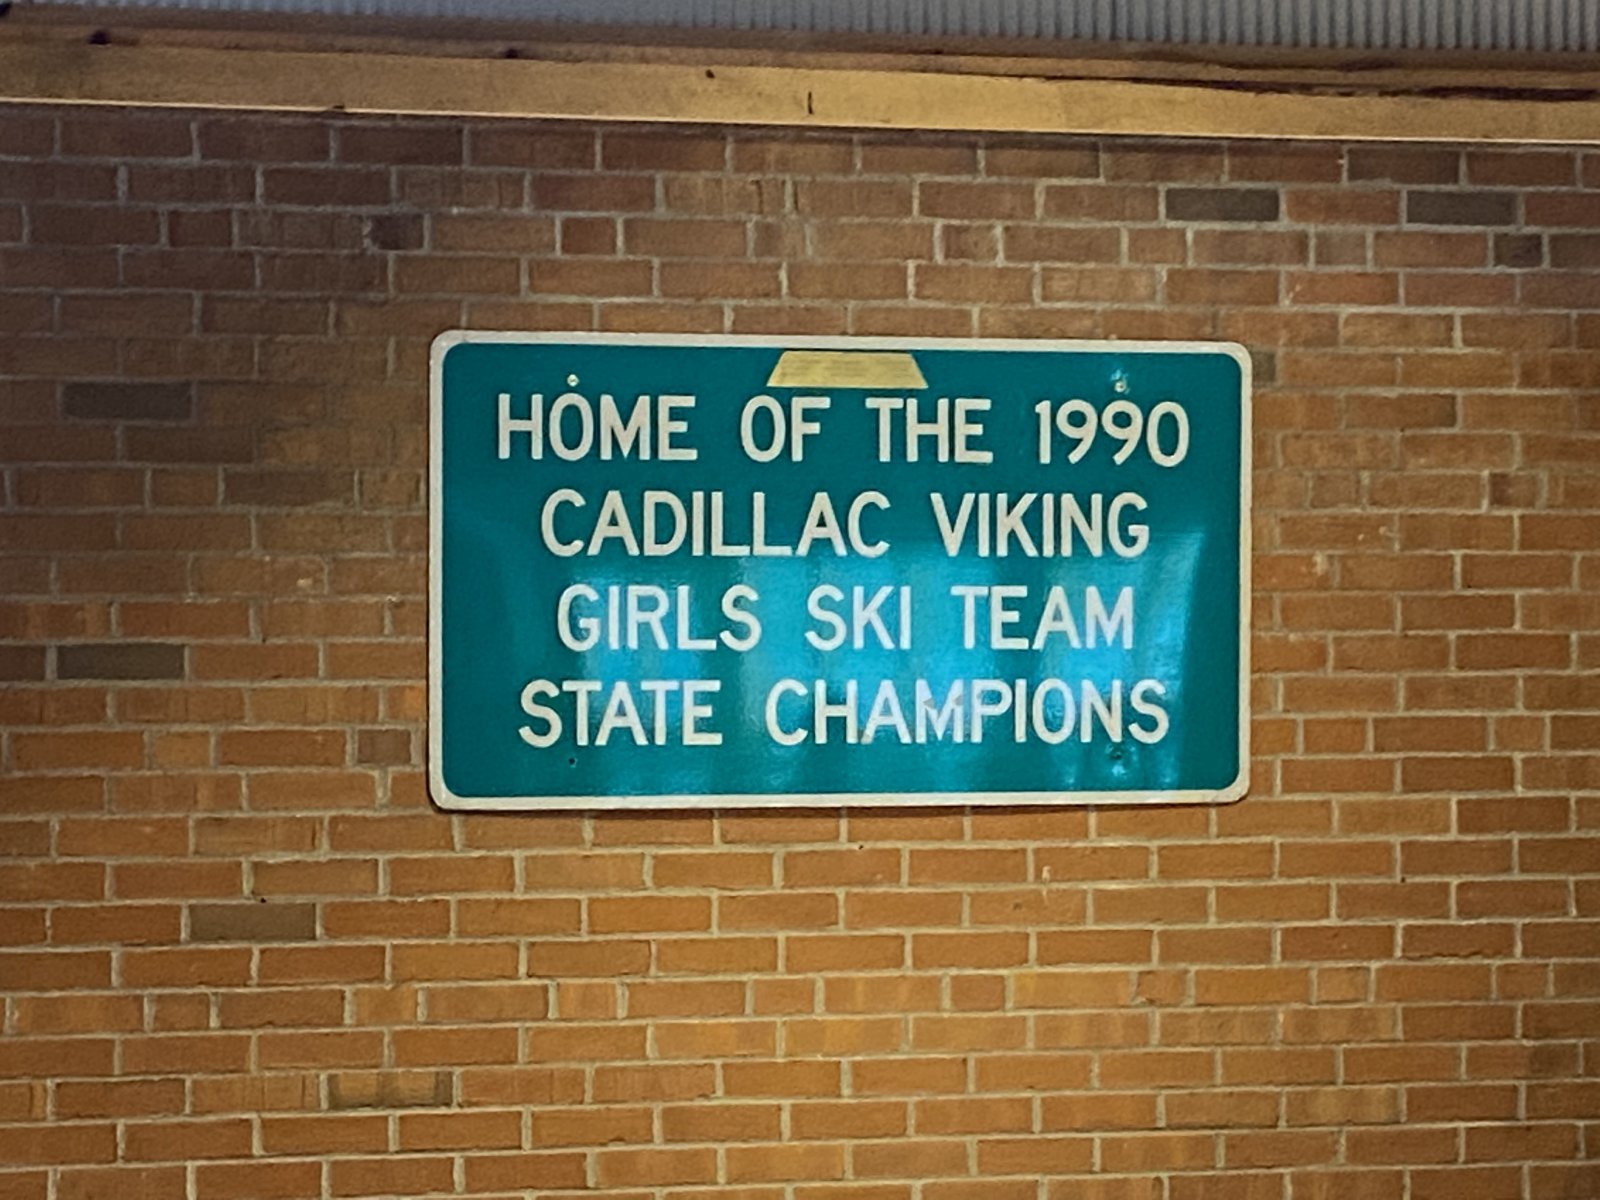 HOME OF THE 1990
CADILLAC VIKING
GIRLS SKI TEAM
STATE CHAMPIONS